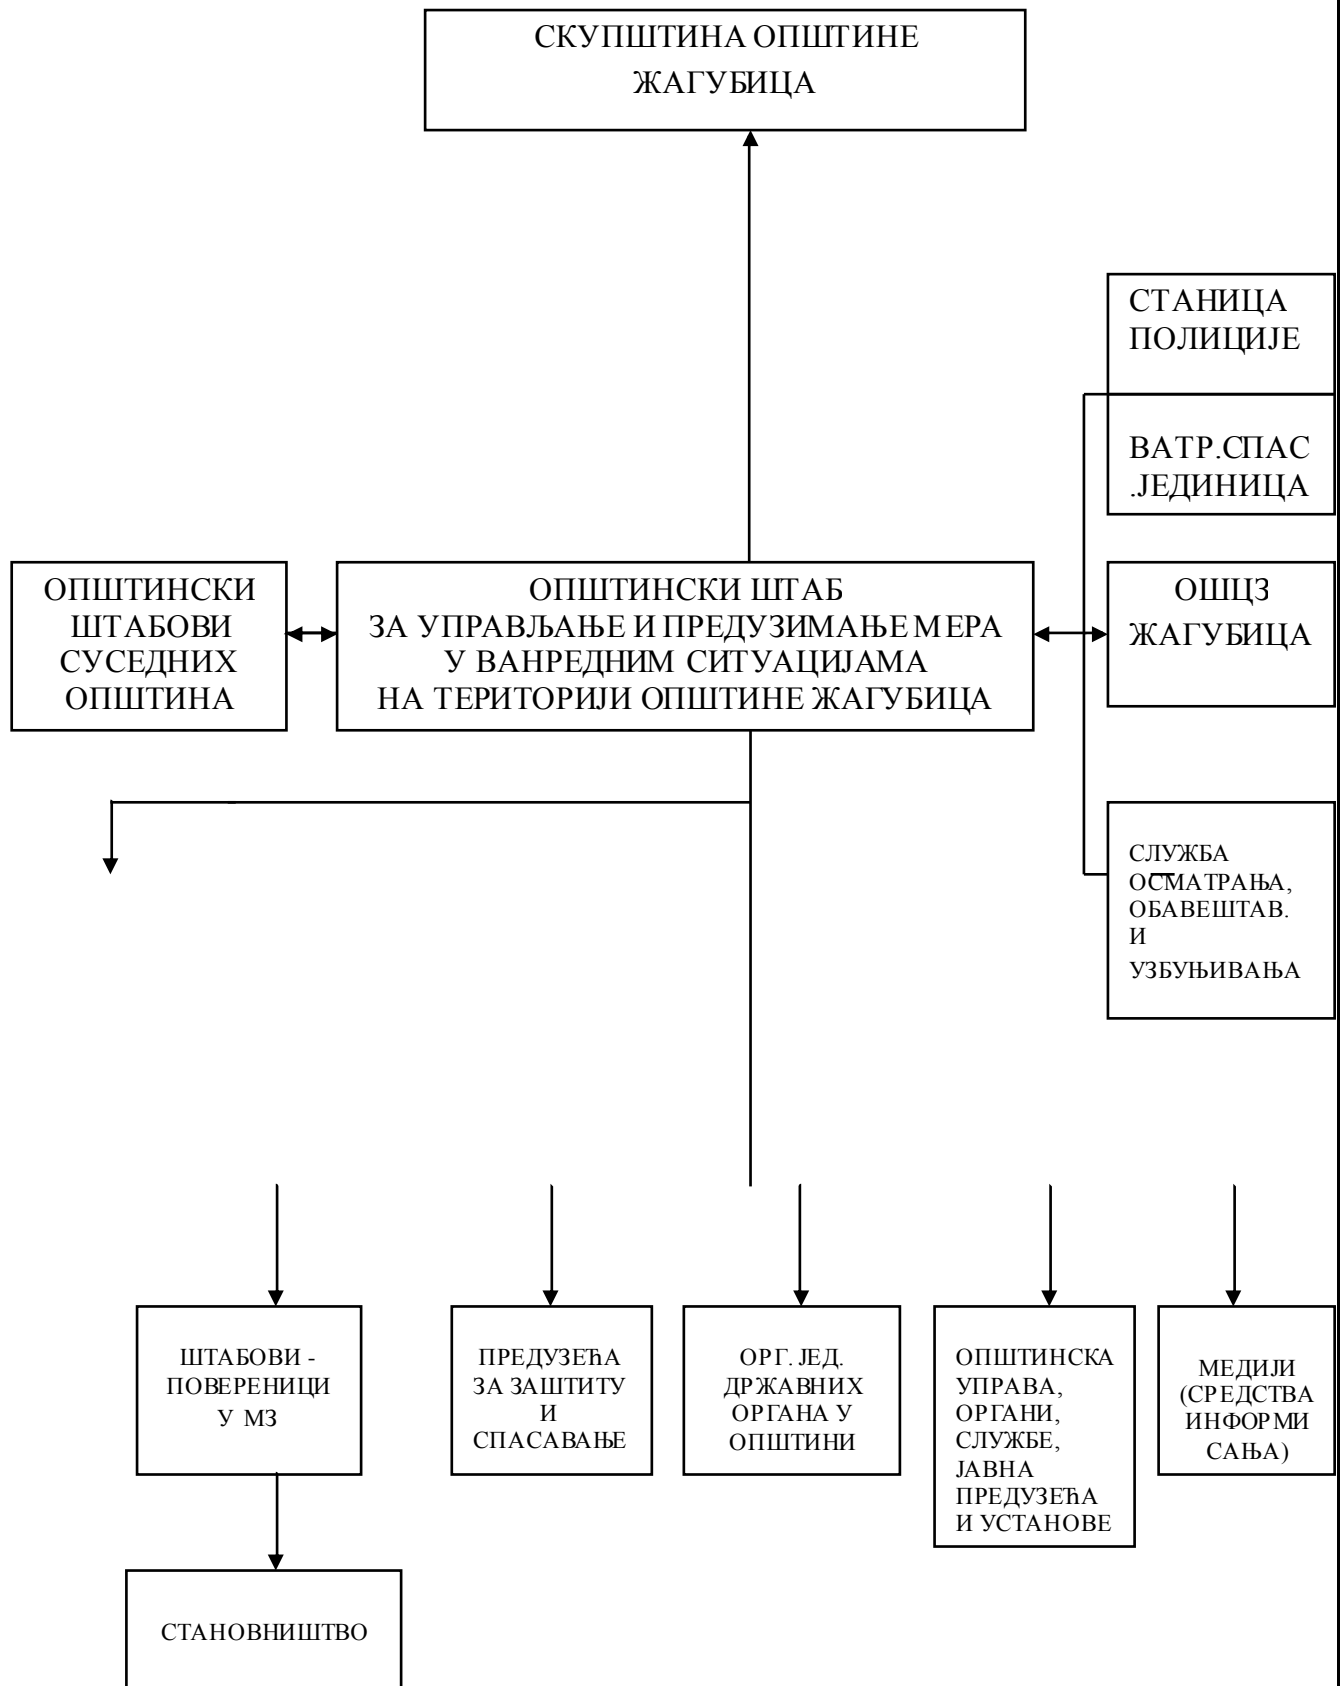 СКУПШТИНА ОПШТИНЕ
ЖАГУБИЦА
СТАНИЦА
ПОЛИЦИЈЕ
ВАТР.СПАС
.ЈЕДИНИЦА
ОПШТИНСКИ
ШТАБОВИ
СУСЕДНИХ
ОПШТИНА
ОПШТИНСКИ ШТАБ
ЗА УПРАВЉАЊЕ И ПРЕДУЗИМАЊЕ МЕРА
У ВАНРЕДНИМ СИТУАЦИЈАМА
НА ТЕРИТОРИЈИ ОПШТИНЕ ЖАГУБИЦА
ОШЦЗ
ЖАГУБИЦА
СЛУЖБА
ОСМАТРАЊА,
ОБАВЕШТАВ.
И
УЗБУЊИВАЊА
ШТАБОВИ -
ПОВЕРЕНИЦИ
У МЗ
ПРЕДУЗЕЋА
ЗА ЗАШТИТУ
И
СПАСАВАЊЕ
ОРГ. ЈЕД.
ДРЖАВНИХ
ОРГАНА У
ОПШТИНИ
ОПШТИНСКА
УПРАВА,
ОРГАНИ,
СЛУЖБЕ,
ЈАВНА
ПРЕДУЗЕЋА
И УСТАНОВЕ
МЕДИЈИ
(СРЕДСТВА
ИНФОРМИ
САЊА)
СТАНОВНИШТВО